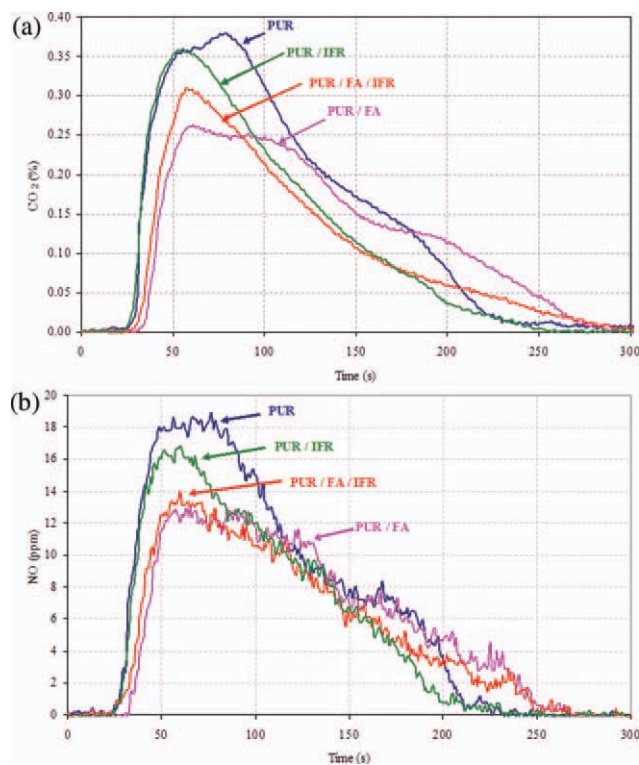 (a)
0.40
0.35
0.30
0.25
0.20
0.15
0.10
0.05
0.00
CO2 (%)
PUR
PUR / IFR
PUR / FA / IFR
PUR / FA
0 50 100 150 200 250 300
Time (s)
(b)
20
18
16
14
12
10
8
6
4
2
0
NO (ppm)
PUR
PUR / IFR
PUR / FA / IFR
PUR / FA
0 50 100 150 200 250 300
Time (s)